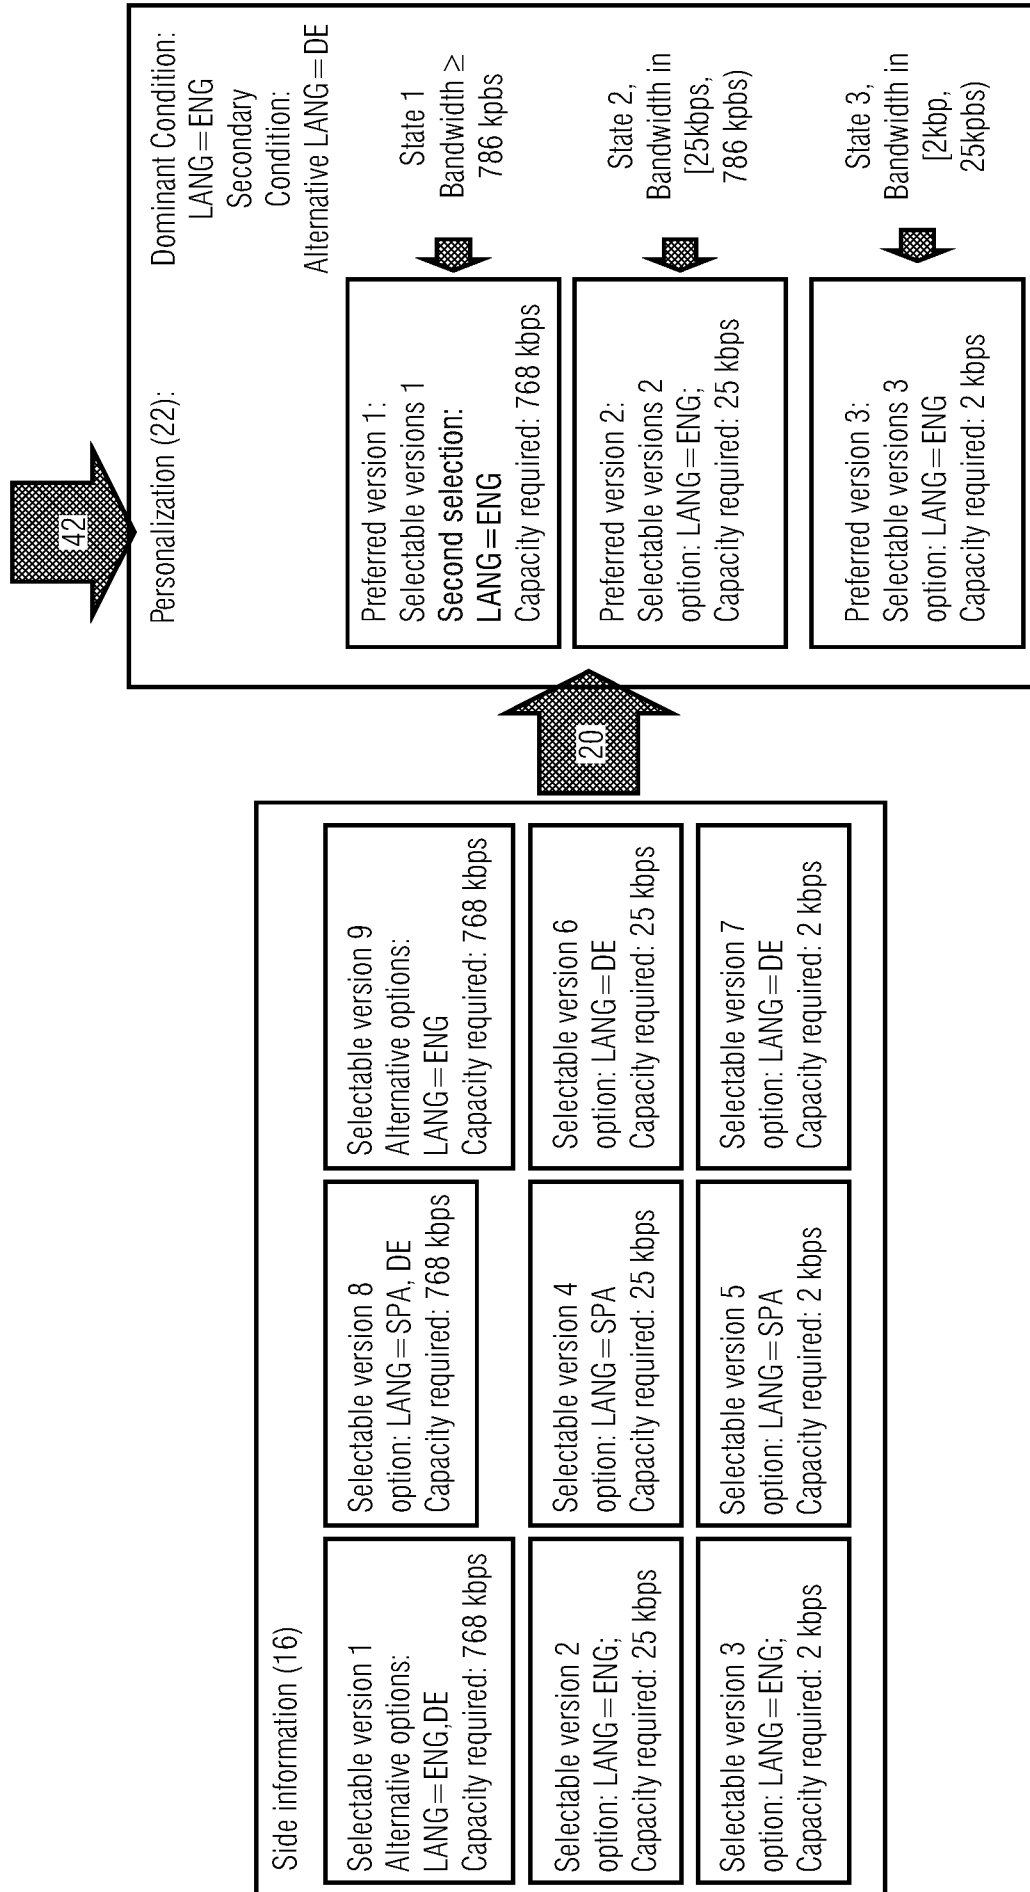 Side information (16)
Selectable version 1
Alternative options:
LANG=ENG,DE
Capacity required: 768 kbps
Selectable version 8
option: LANG=SPA, DE
Capacity required: 768 kbps
Selectable version 9
Alternative options:
LANG=ENG
Capacity required: 768 kbps
Selectable version 2
option: LANG=ENG;
Capacity required: 25 kbps
Selectable version 4
option: LANG=SPA
Capacity required: 25 kbps
Selectable version 6
option: LANG=DE
Capacity required: 25 kbps
Selectable version 3
option: LANG=ENG;
Capacity required: 2 kbps
Selectable version 5
option: LANG=SPA
Capacity required: 2 kbps
Selectable version 7
option: LANG=DE
Capacity required: 2 kbps
20
42
Personalization (22):
Dominant Condition:
LANG=ENG
Secondary
Condition:
Alternative LANG=DE
Preferred version 1:
Selectable versions 1
Second selection:
LANG=ENG
Capacity required: 768 kbps
State 1
Bandwidth ≥
786 kpbs
Preferred version 2:
Selectable versions 2
option: LANG=ENG;
Capacity required: 25 kbps
State 2,
Bandwidth in
[25kbps,
786 kpbs)
Preferred version 3:
Selectable versions 3
option: LANG=ENG
Capacity required: 2 kbps
State 3,
Bandwidth in
[2kbp,
25kpbs)